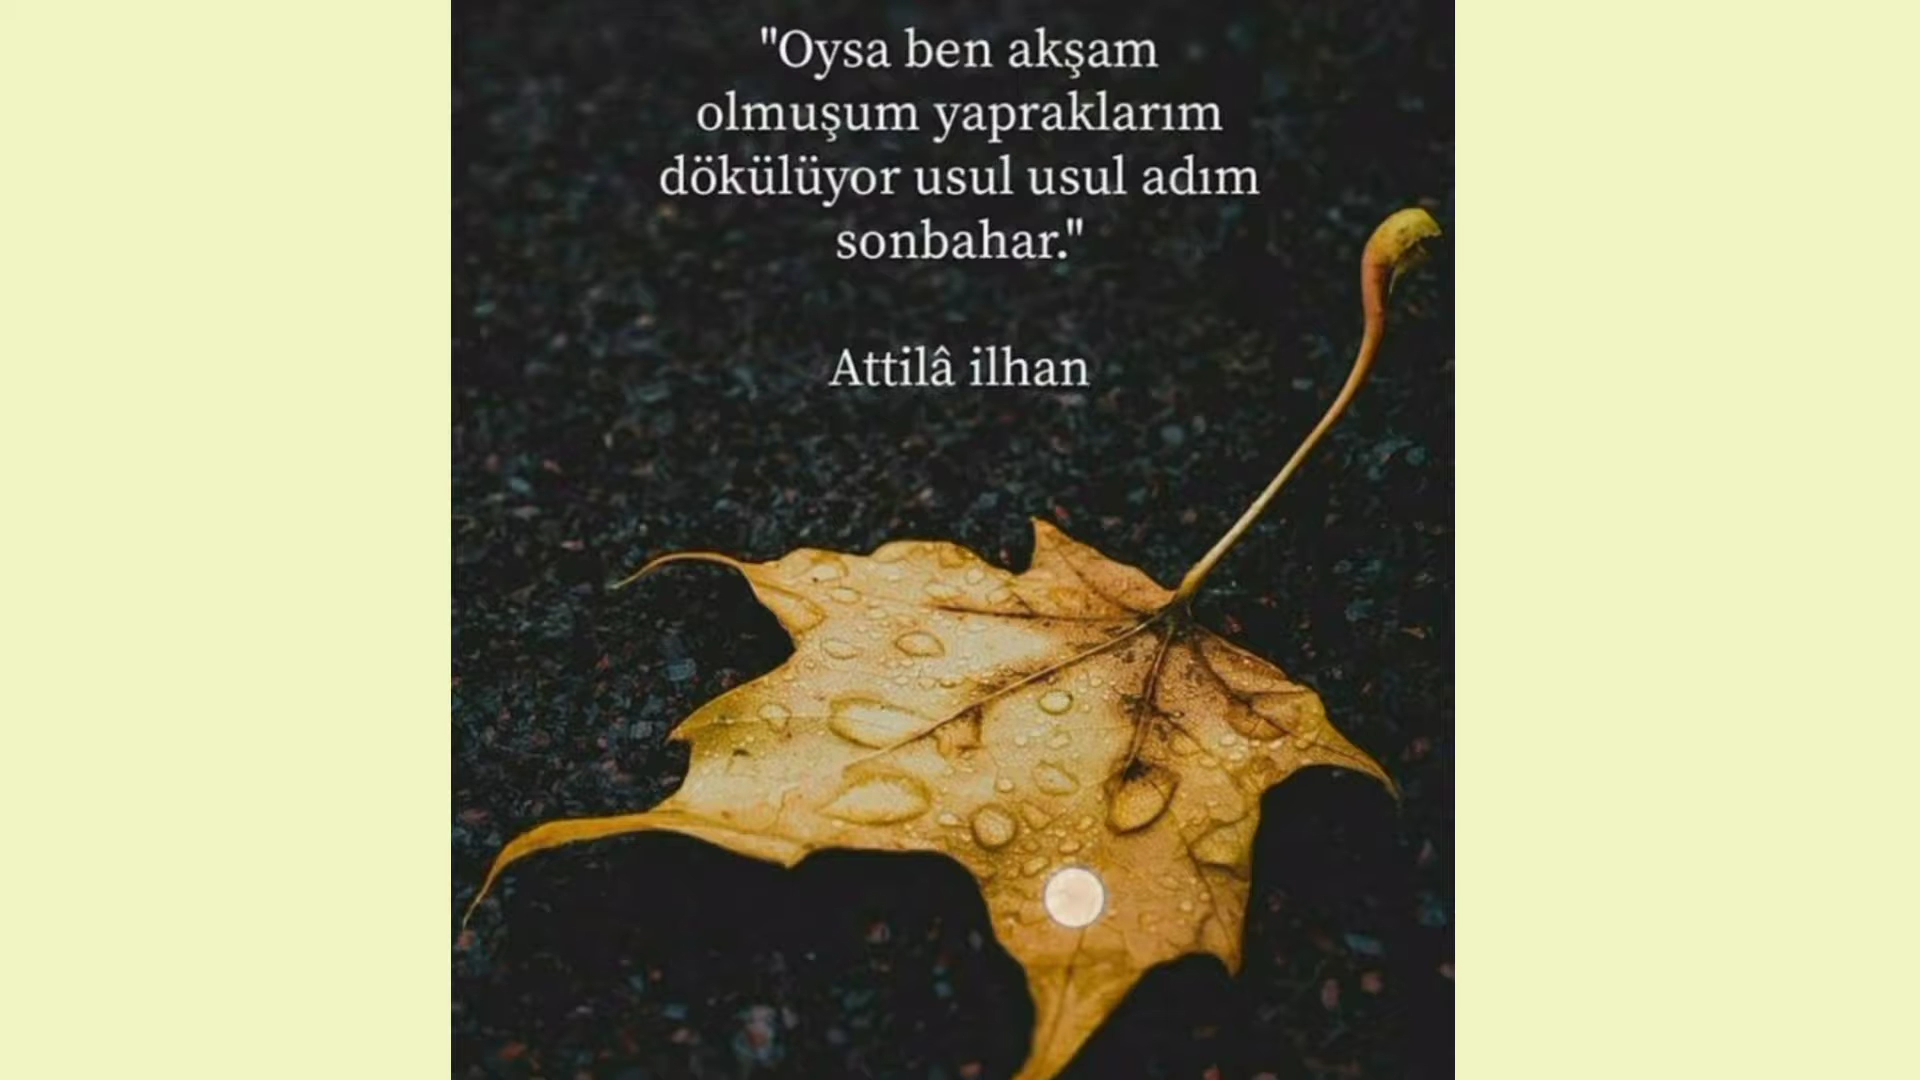 "Oysa ben akşam
olmuşum yapraklarım
dökülüyor usul usul adım
sonbahar."
Attilâ ilhan